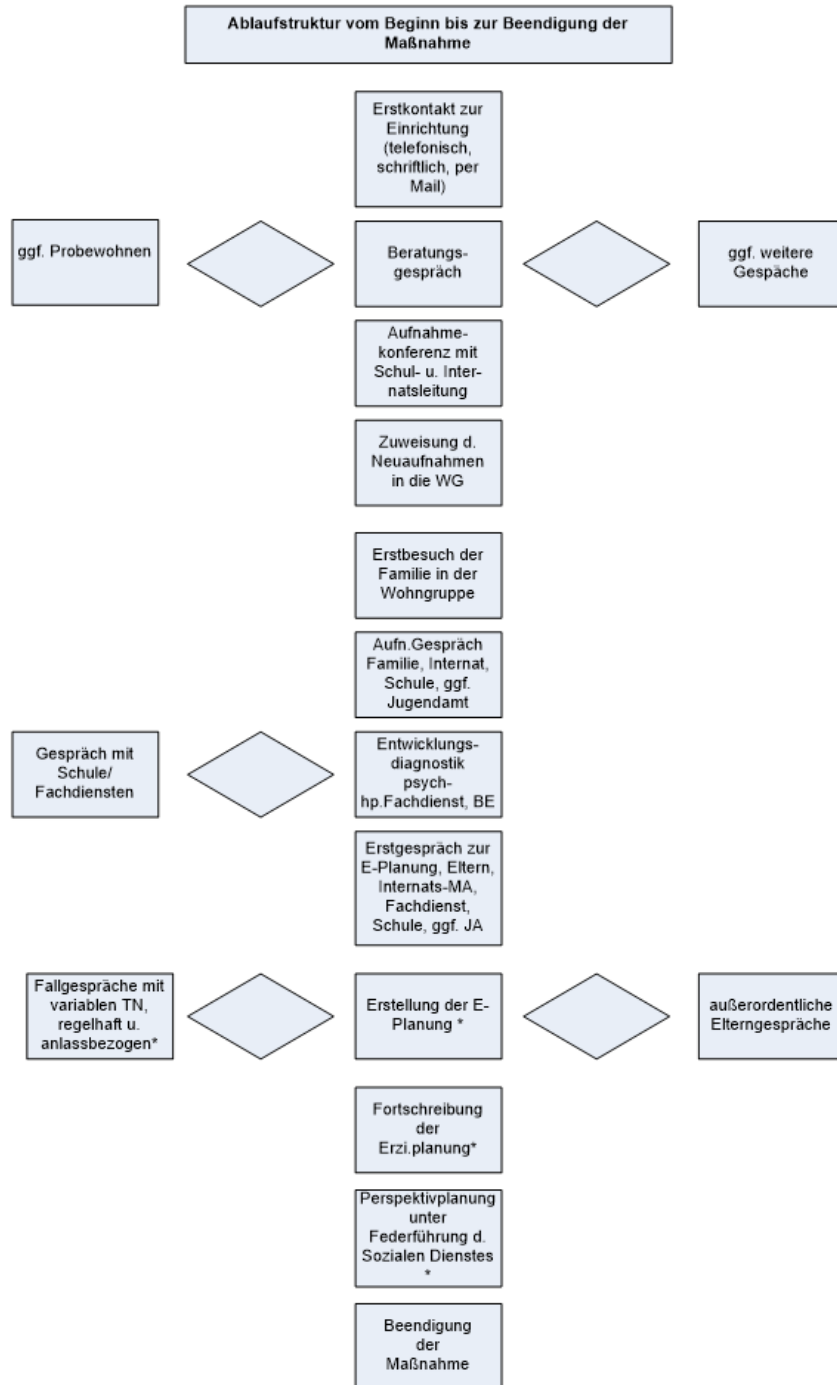 Ablaufstruktur vom Beginn bis zur Beendigung der
Maßnahme
Erstkontakt zur
Einrichtung
(telefonisch,
schriftlich, per
Mail)
ggf. Probewohnen
Beratungs-
gespräch
ggf. weitere
Gespäche
Aufnahme-
konferenz mit
Schul- u. Inter-
natsleitung
Zuweisung d.
Neuaufnahmen
in die WG
Erstbesuch der
Familie in der
Wohngruppe
Aufn.Gespräch
Familie, Internat,
Schule, ggf.
Jugendamt
Gespräch mit
Schule/
Fachdiensten
Entwicklungs-
diagnostik
psych-
hp.Fachdienst, BE
Erstgespräch zur
E-Planung, Eltern,
Internats-MA,
Fachdienst,
Schule, ggf. JA
Fallgespräche mit
variablen TN,
regelhaft u.
anlassbezogen*
Erstellung der E-
Planung *
außerordentliche
Elterngespräche
Fortschreibung
der
Erzi.planung*
Perspektivplanung
unter
Federführung d.
Sozialen Dienstes
*
Beendigung
der
Maßnahme